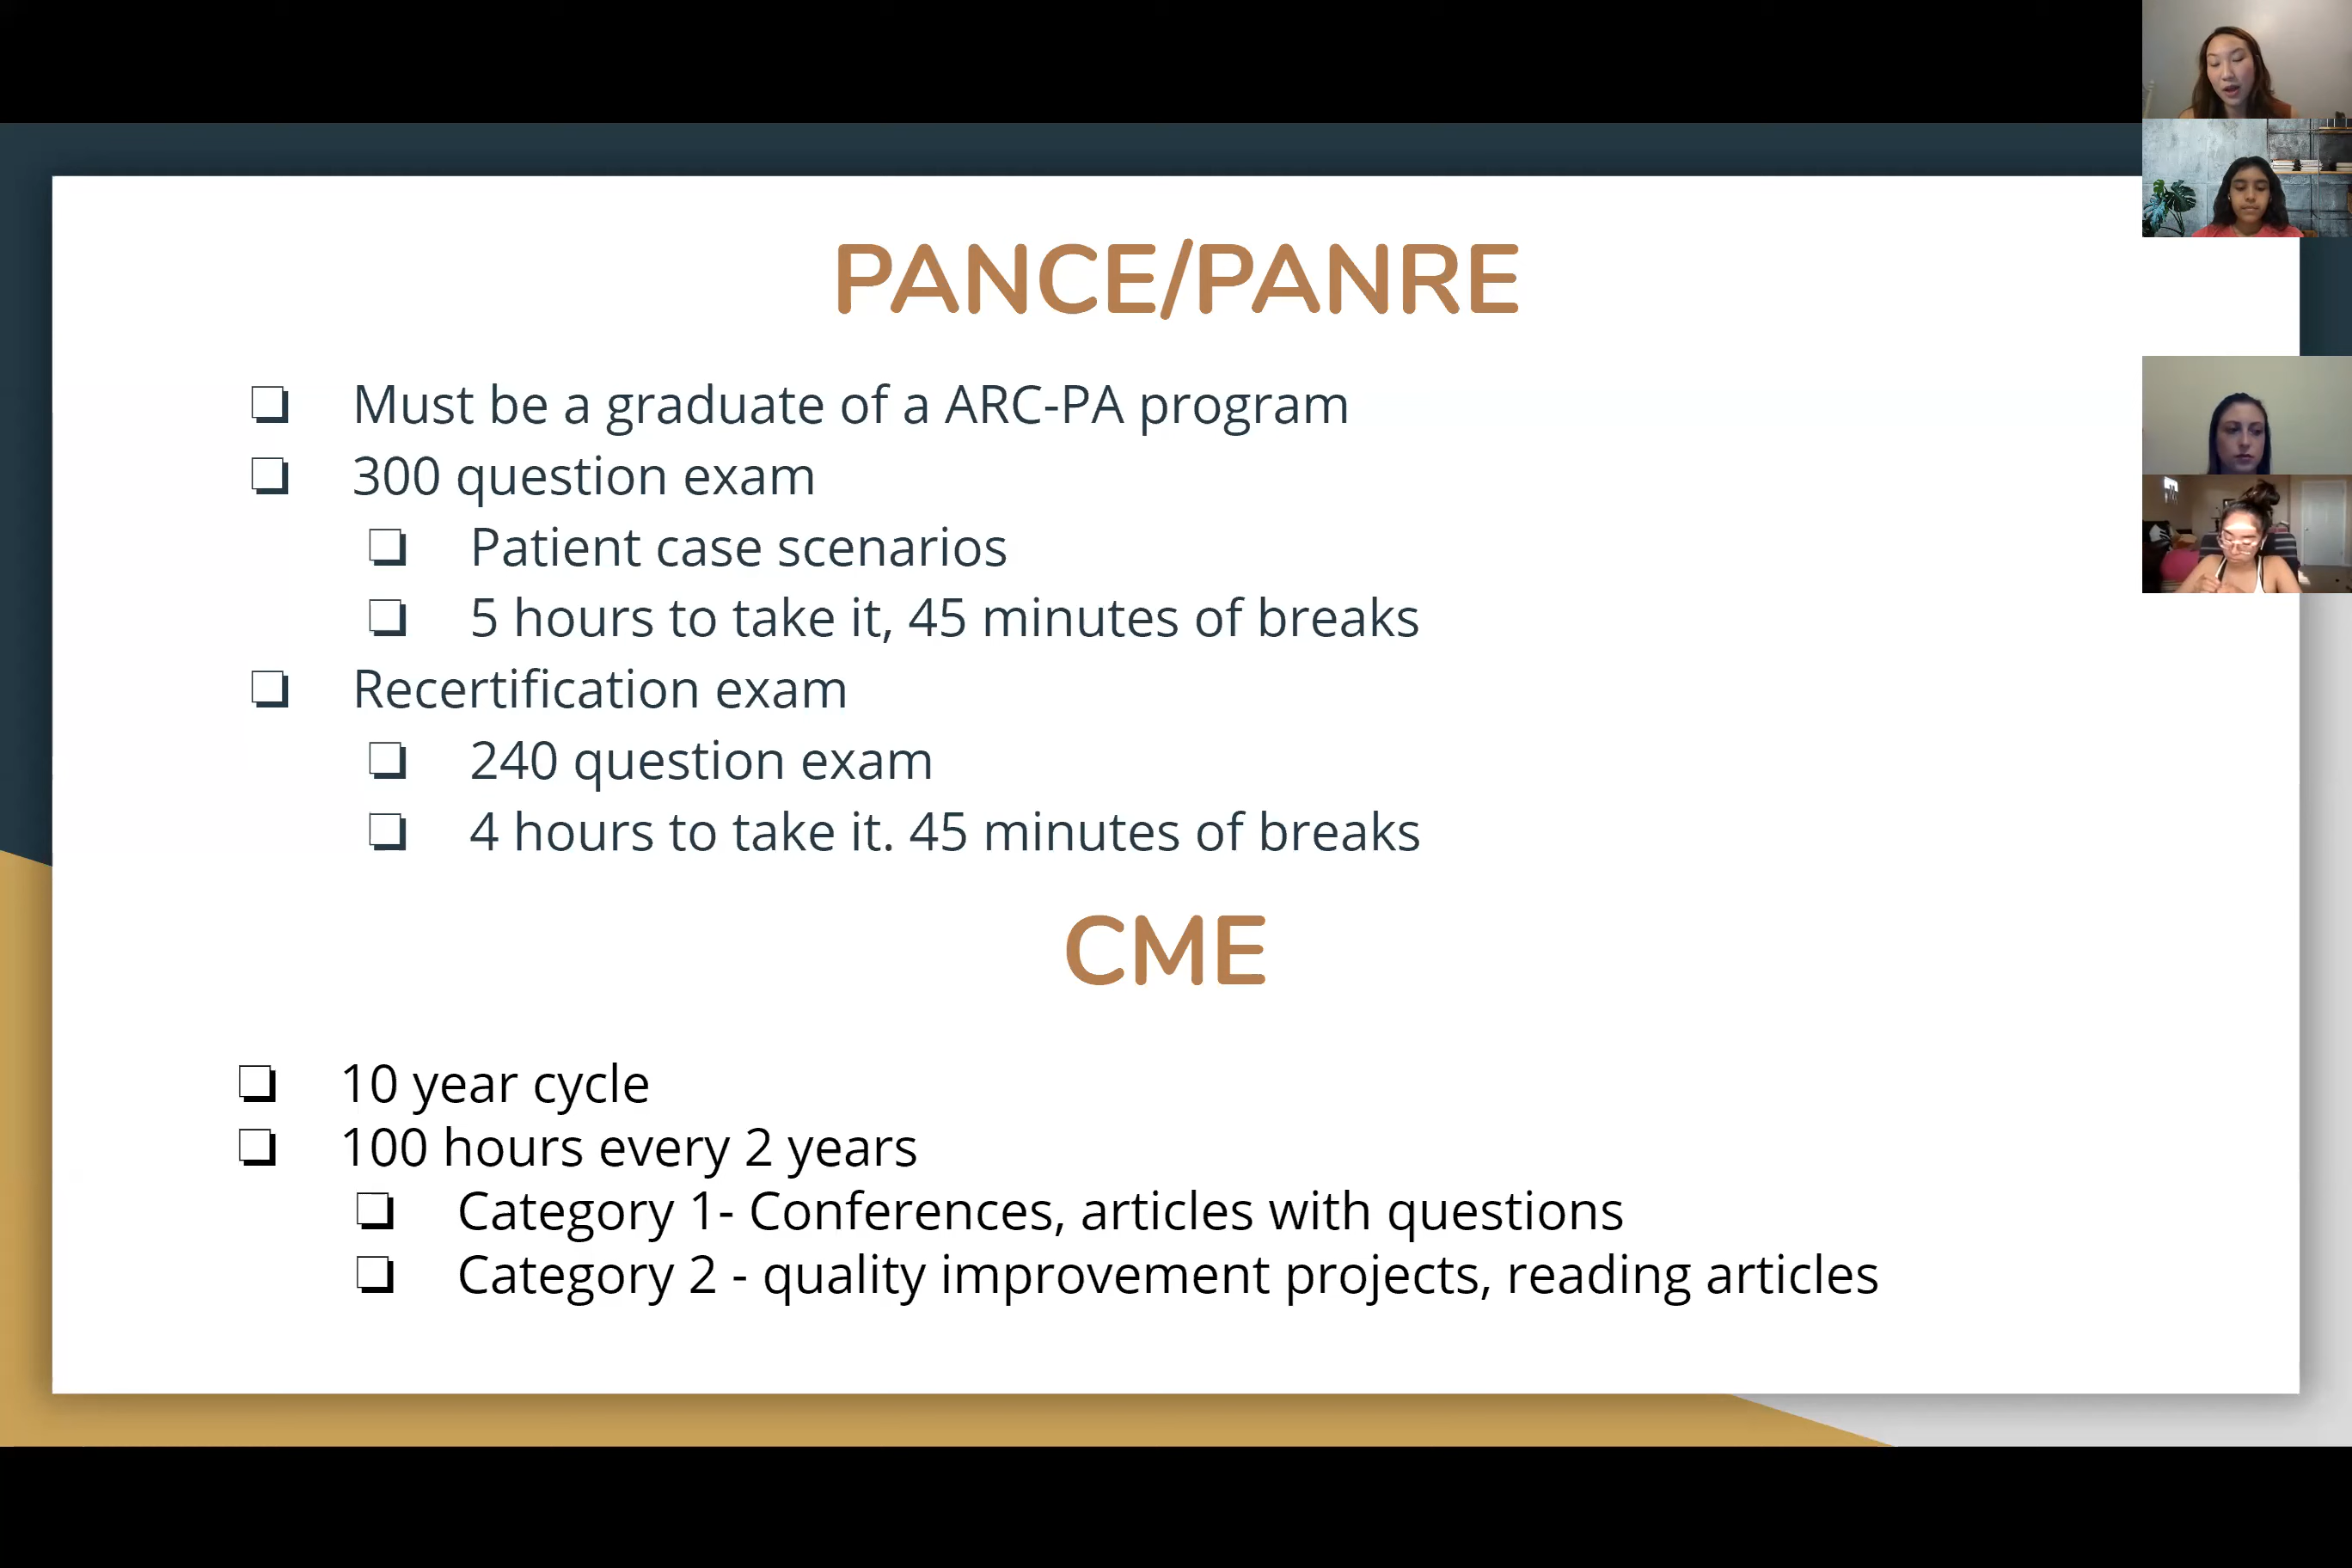 PANCE/PANRE
Must be a graduate of a ARC-PA program
300 question exam
Patient case scenarios
5 hours to take it, 45 minutes of breaks
Recertification exam
240 question exam
4 hours to take it. 45 minutes of breaks
CME
10 year cycle
100 hours every 2 years
Category 1- Conferences, articles with questions
Category 2 - quality improvement projects, reading articles